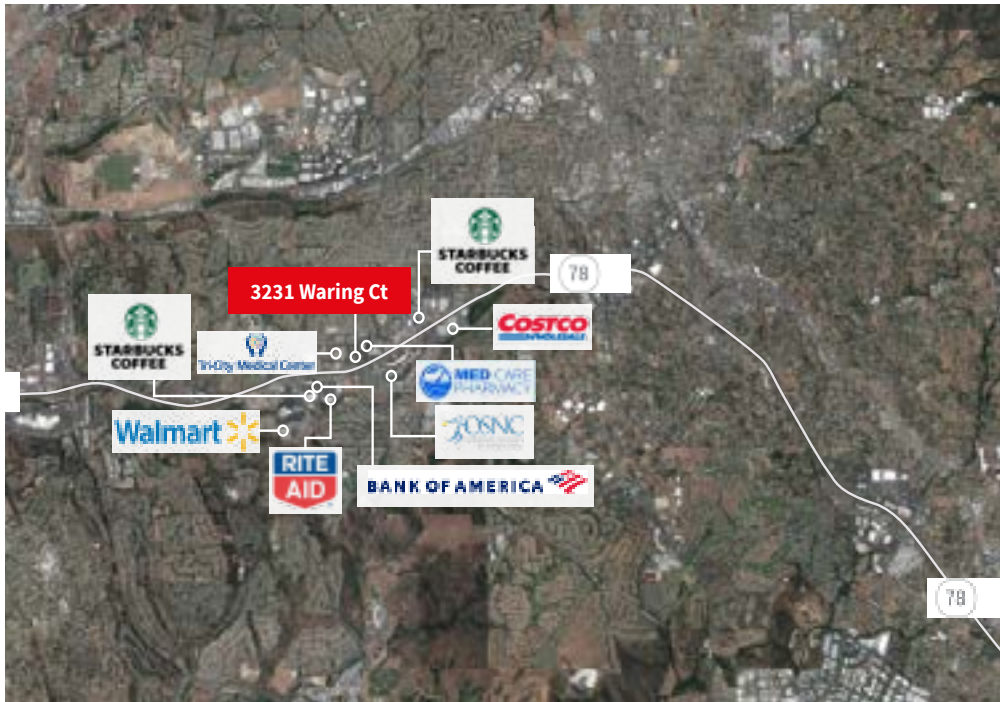 STARBUCKS
COFFEE
78
3231 Waring Ct
STARBUCKS
COFFEE
COSTCO
WHOLESALE
Tri-City Medical Center
MED CARE
PHARMACY
Walmart
OSNC
RITE
AID
BANK OF AMERICA
78